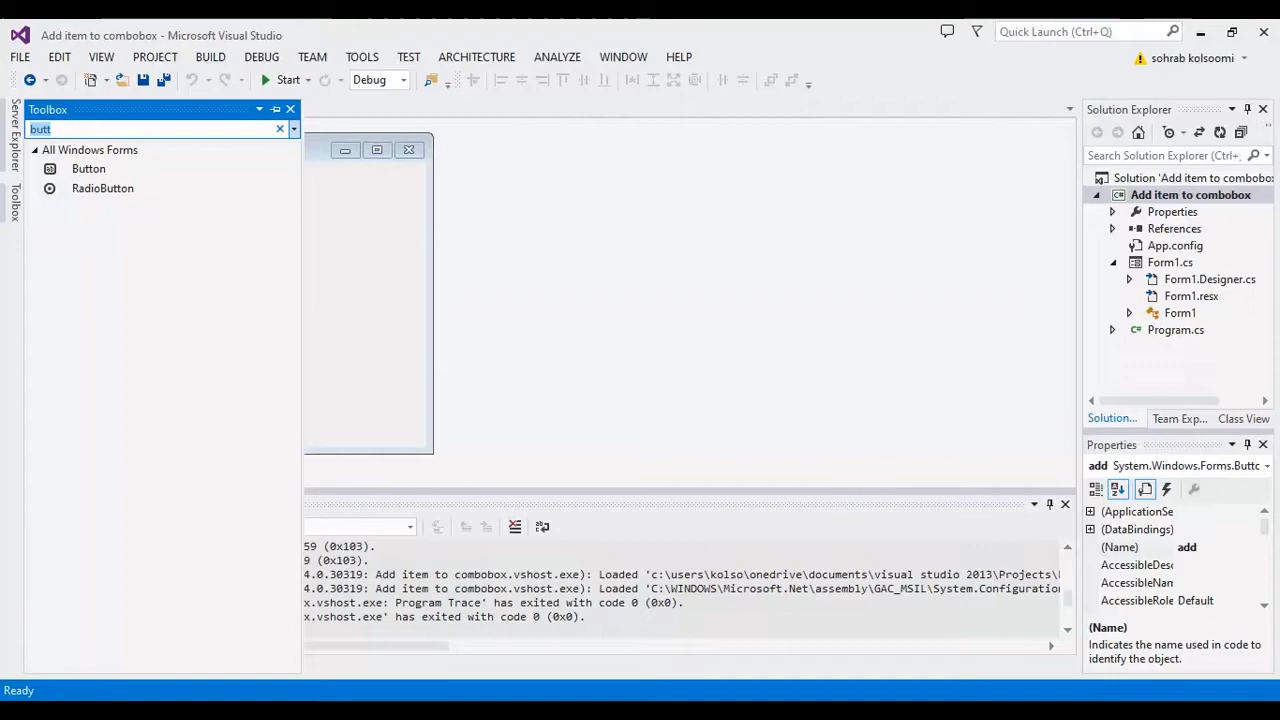 Add item to combobox - Microsoft Visual Studio
Quick Launch (Ctrl+Q)
FILE EDIT VIEW PROJECT BUILD DEBUG TEAM TOOLS TEST ARCHITECTURE ANALYZE WINDOW HELP
sohrab kolsoomi
Start Debug
Server Explorer
Toolbox
Toolbox
butt
All Windows Forms
Button
RadioButton
59 (0x103).
9 (0x103).
4.0.30319: Add item to combobox.vshost.exe): Loaded 'c:\users\kolso\onedrive\documents\visual studio 2013\Projects\
4.0.30319: Add item to combobox.vshost.exe): Loaded 'C:\WINDOWS\Microsoft.Net\assembly\GAC_MSIL\System.Configuration
x.vshost.exe: Program Trace' has exited with code 0 (0x0).
x.vshost.exe' has exited with code 0 (0x0).
Solution Explorer
Search Solution Explorer (Ctrl+;
Solution 'Add item to combobox
Add item to combobox
Properties
References
App.config
Form1.cs
Form1.Designer.cs
Form1.resx
Form1
Program.cs
Solution... Team Exp... Class View
Properties
add System.Windows.Forms.Butto
(ApplicationSe
(DataBindings)
(Name) add
AccessibleDesc
AccessibleNam
AccessibleRole Default
(Name)
Indicates the name used in code to
identify the object.
Ready